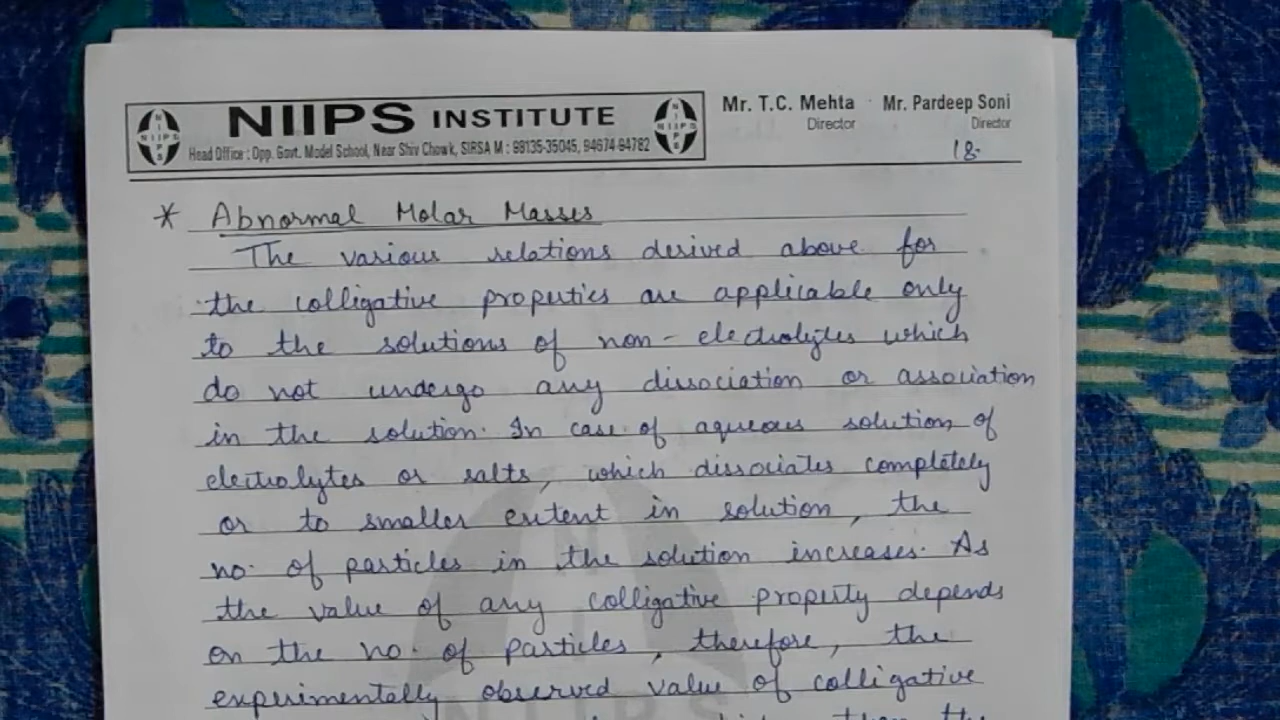 NIIPS INSTITUTE
Head Office : Opp. Govt. Model School, Near Shiv Chowk, SIRSA M : 98135-35045, 94674-94782
Mr. T.C. Mehta Mr. Pardeep Soni
Director Director
18.
* Abnormal Molar Masses
The various relations derived above for
the colligative properties are applicable only
to the solutions of non-electrolytes which
do not undergo any dissociation or association
in the solution. In case of aqueous solution of
electrolytes or salts, which dissociates completely
or to smaller extent in solution, the
no. of particles in the solution increases. As
the value of any colligative property depends
on the no. of particles, therefore, the
experimentally observed value of colligative
than the
NIIPS